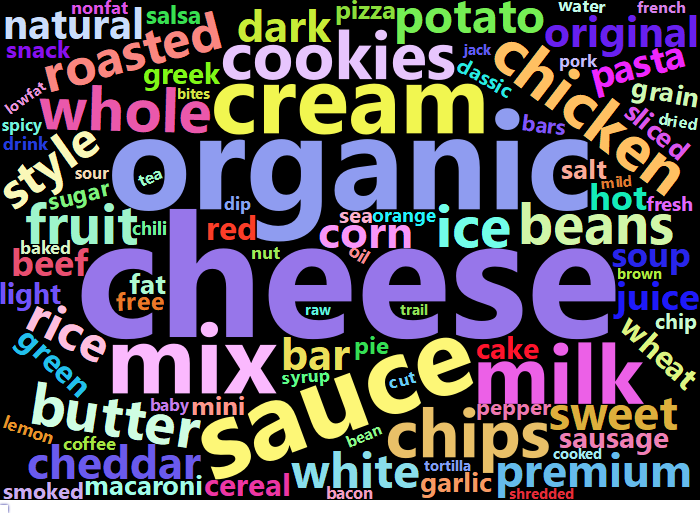 nonfat
water
french
natural
salsa
pizza
potato
dark
original
snack
roasted
cookies
jack
pork
pasta
greek
classic
chicken
lowfat
bites
grain
whole
cream
sliced
dried
spicy
bars
drink
style
organic
sour
tea
salt
mild
sugar
hot
fresh
dip
fruit
chili
red
sea
orange
corn
ice
beans
baked
beef
nut
oil
soup
brown
light
fat
free
cheese
juice
raw
trail
chip
rice
green
mix
bar
pie
cake
wheat
syrup
cut
milk
sauce
butter
baby
mini
pepper
sweet
lemon
coffee
bean
chips
sausage
cheddar
white
tortilla
cooked
premium
smoked
macaroni
cereal
bacon
garlic
shredded